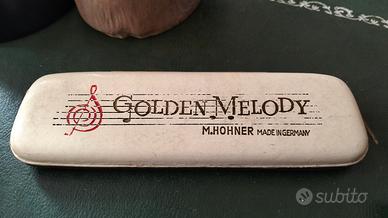 GOLDEN MELODY
M. HOHNER MADE IN GERMANY
subito